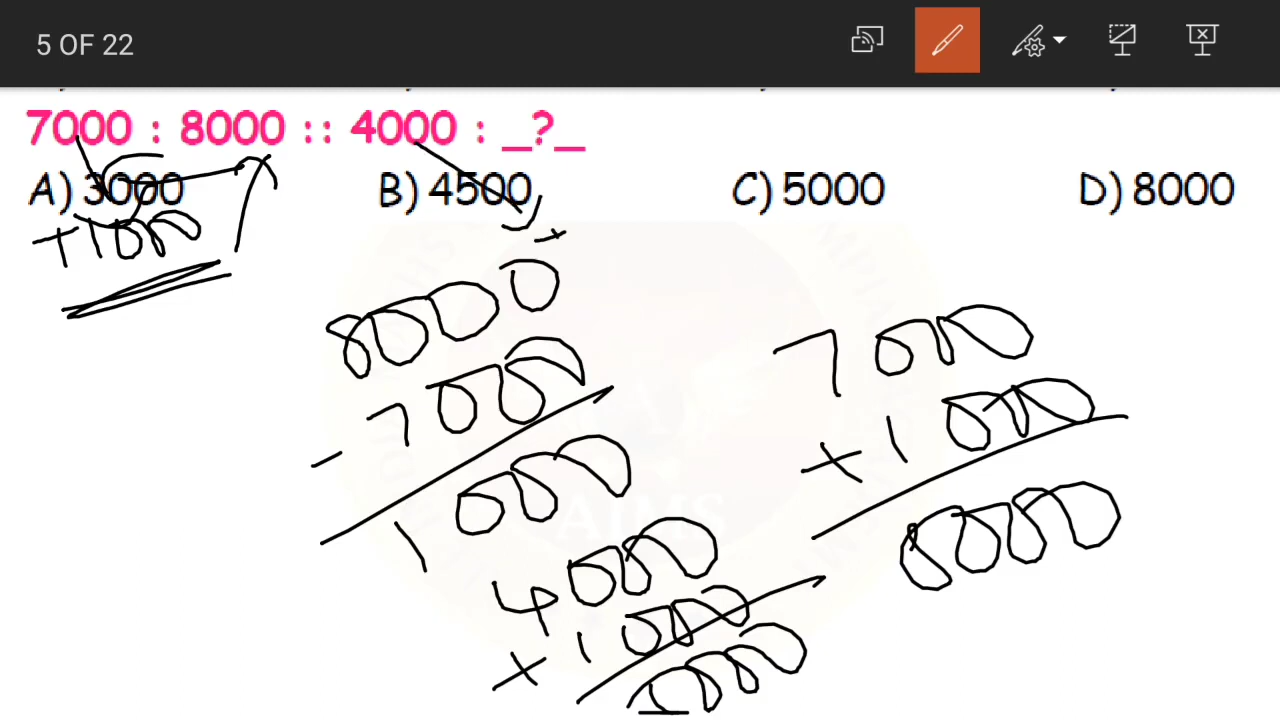 5 OF 22
7000 : 8000 :: 4000 : _?_
A) 3000 B) 4500 C) 5000 D) 8000
+1000
8000
- 7000
1000
7000
+ 1000
8000
4000
+ 1000
5000
AIMS